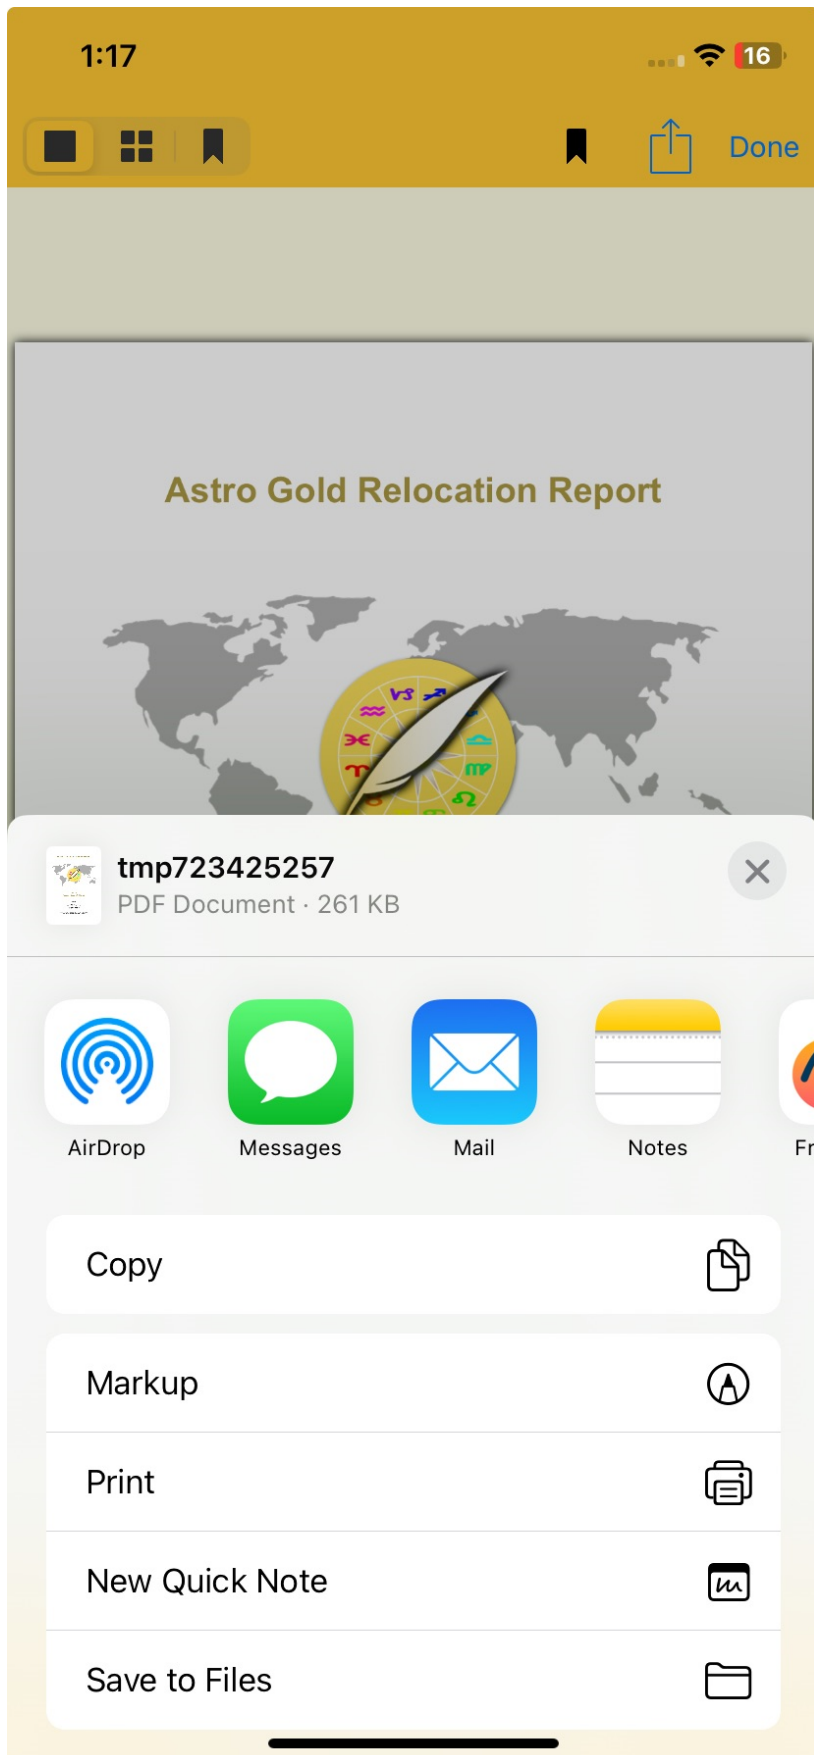 1:17
16
Done
Astro Gold Relocation Report
tmp723425257
PDF Document · 261 KB
AirDrop
Messages
Mail
Notes
Fr
Copy
Markup
Print
New Quick Note
Save to Files